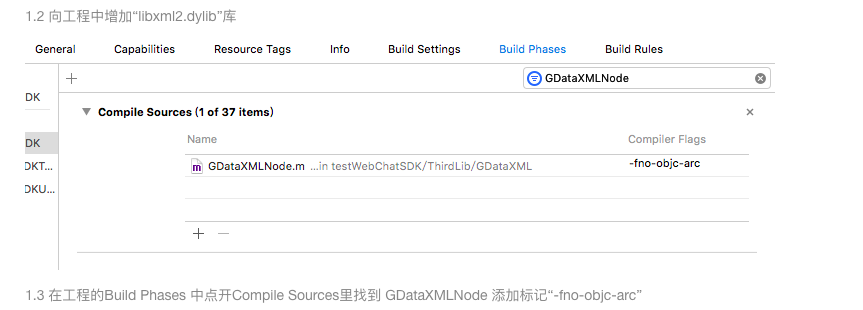 1.2 向工程中增加“libxml2.dylib”库
General Capabilities Resource Tags Info Build Settings Build Phases Build Rules
GDataXMLNode
DK
Compile Sources (1 of 37 items)
Name Compiler Flags
DK
GDataXMLNode.m ...in testWebChatSDK/ThirdLib/GDataXML -fno-objc-arc
DKT...
DKU...
1.3 在工程的Build Phases 中点开Compile Sources里找到 GDataXMLNode 添加标记“-fno-objc-arc”